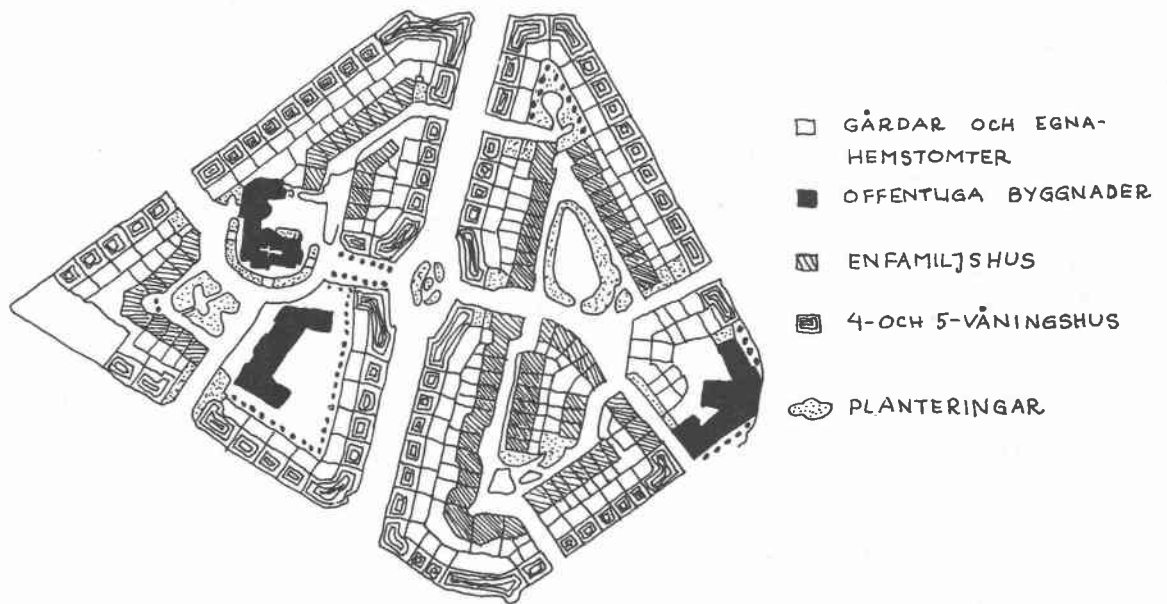 GÅRDAR OCH EGNA-
HEMSTOMTER
OFFENTLIGA BYGGNADER
ENFAMILJSHUS
4-OCH 5-VÅNINGSHUS
PLANTERINGAR